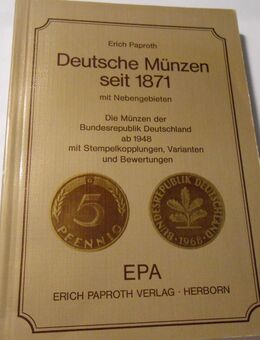 Erich Paproth
Deutsche Münzen
seit 1871
mit Nebengebieten
Die Münzen der
Bundesrepublik Deutschland
ab 1948
mit Stempelkopplungen, Varianten
und Bewertungen
G
5
PFENNIG
BUNDESREPUBLIK DEUTSCHLAND
1968
EPA
ERICH PAPROTH VERLAG · HERBORN